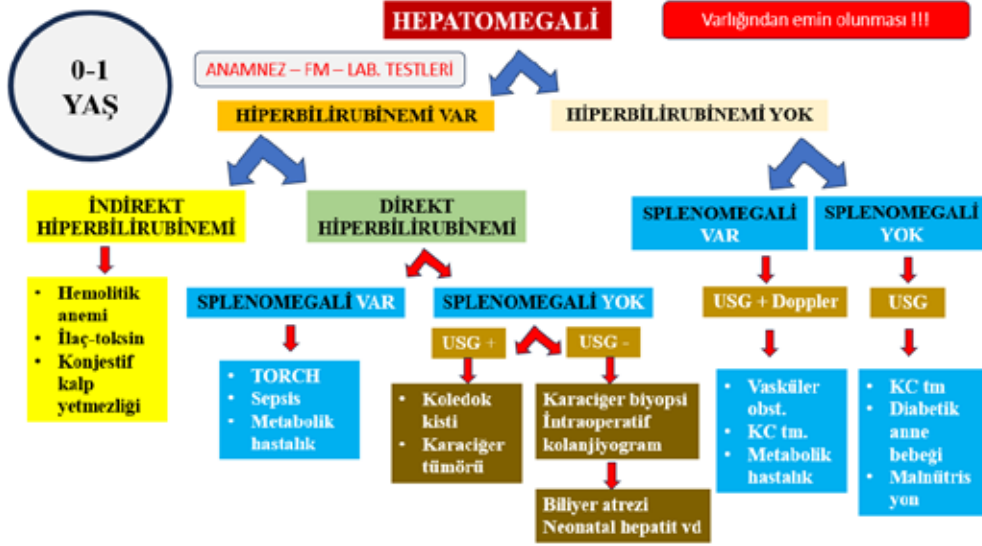 HEPATOMEGALİ
Varlığından emin olunması !!!
0-1
YAŞ
ANAMNEZ – FM – LAB. TESTLERİ
HİPERBİLİRUBİNEMİ VAR
HİPERBİLİRUBİNEMİ YOK
İNDİREKT
HİPERBİLİRUBİNEMİ
DİREKT
HİPERBİLİRUBİNEMİ
SPLENOMEGALİ
VAR
SPLENOMEGALİ
YOK
• Hemolitik
anemi
• İlaç-toksin
• Konjestif
kalp
yetmezliği
SPLENOMEGALİ VAR
SPLENOMEGALİ YOK
USG + Doppler
USG
USG +
USG -
• TORCH
• Sepsis
• Metabolik
hastalık
• Koledok
kisti
• Karaciğer
tümörü
Karaciğer biyopsi
İntraoperatif
kolanjiyogram
Biliyer atrezi
Neonatal hepatit vd
• Vasküler
obst.
• KC tm.
• Metabolik
hastalık
• KC tm
• Diabetik
anne
bebeği
• Malnütris
yon